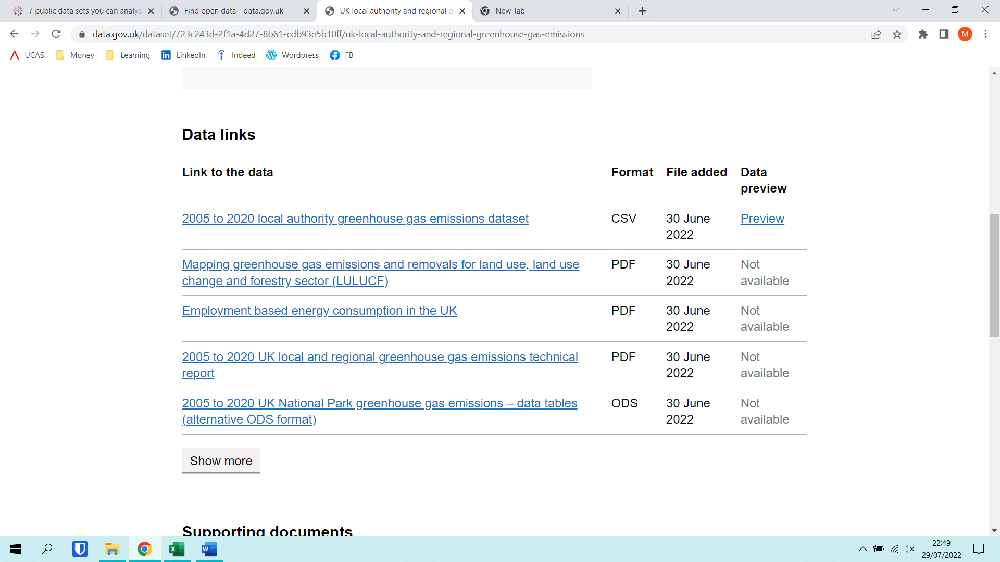 7 public data sets you can analys
Find open data - data.gov.uk
UK local authority and regional g
New Tab
data.gov.uk/dataset/723c243d-2f1a-4d27-8b61-cdb93e5b10ff/uk-local-authority-and-regional-greenhouse-gas-emissions
M
UCAS
Money
Learning
LinkedIn
Indeed
Wordpress
FB
Data links
Link to the data
Format
File added
Data
preview
2005 to 2020 local authority greenhouse gas emissions dataset
CSV
30 June
2022
Preview
Mapping greenhouse gas emissions and removals for land use, land use
change and forestry sector (LULUCF)
PDF
30 June
2022
Not
available
Employment based energy consumption in the UK
PDF
30 June
2022
Not
available
2005 to 2020 UK local and regional greenhouse gas emissions technical
report
PDF
30 June
2022
Not
available
2005 to 2020 UK National Park greenhouse gas emissions – data tables
(alternative ODS format)
ODS
30 June
2022
Not
available
Show more
Supporting documents
22:49
29/07/2022